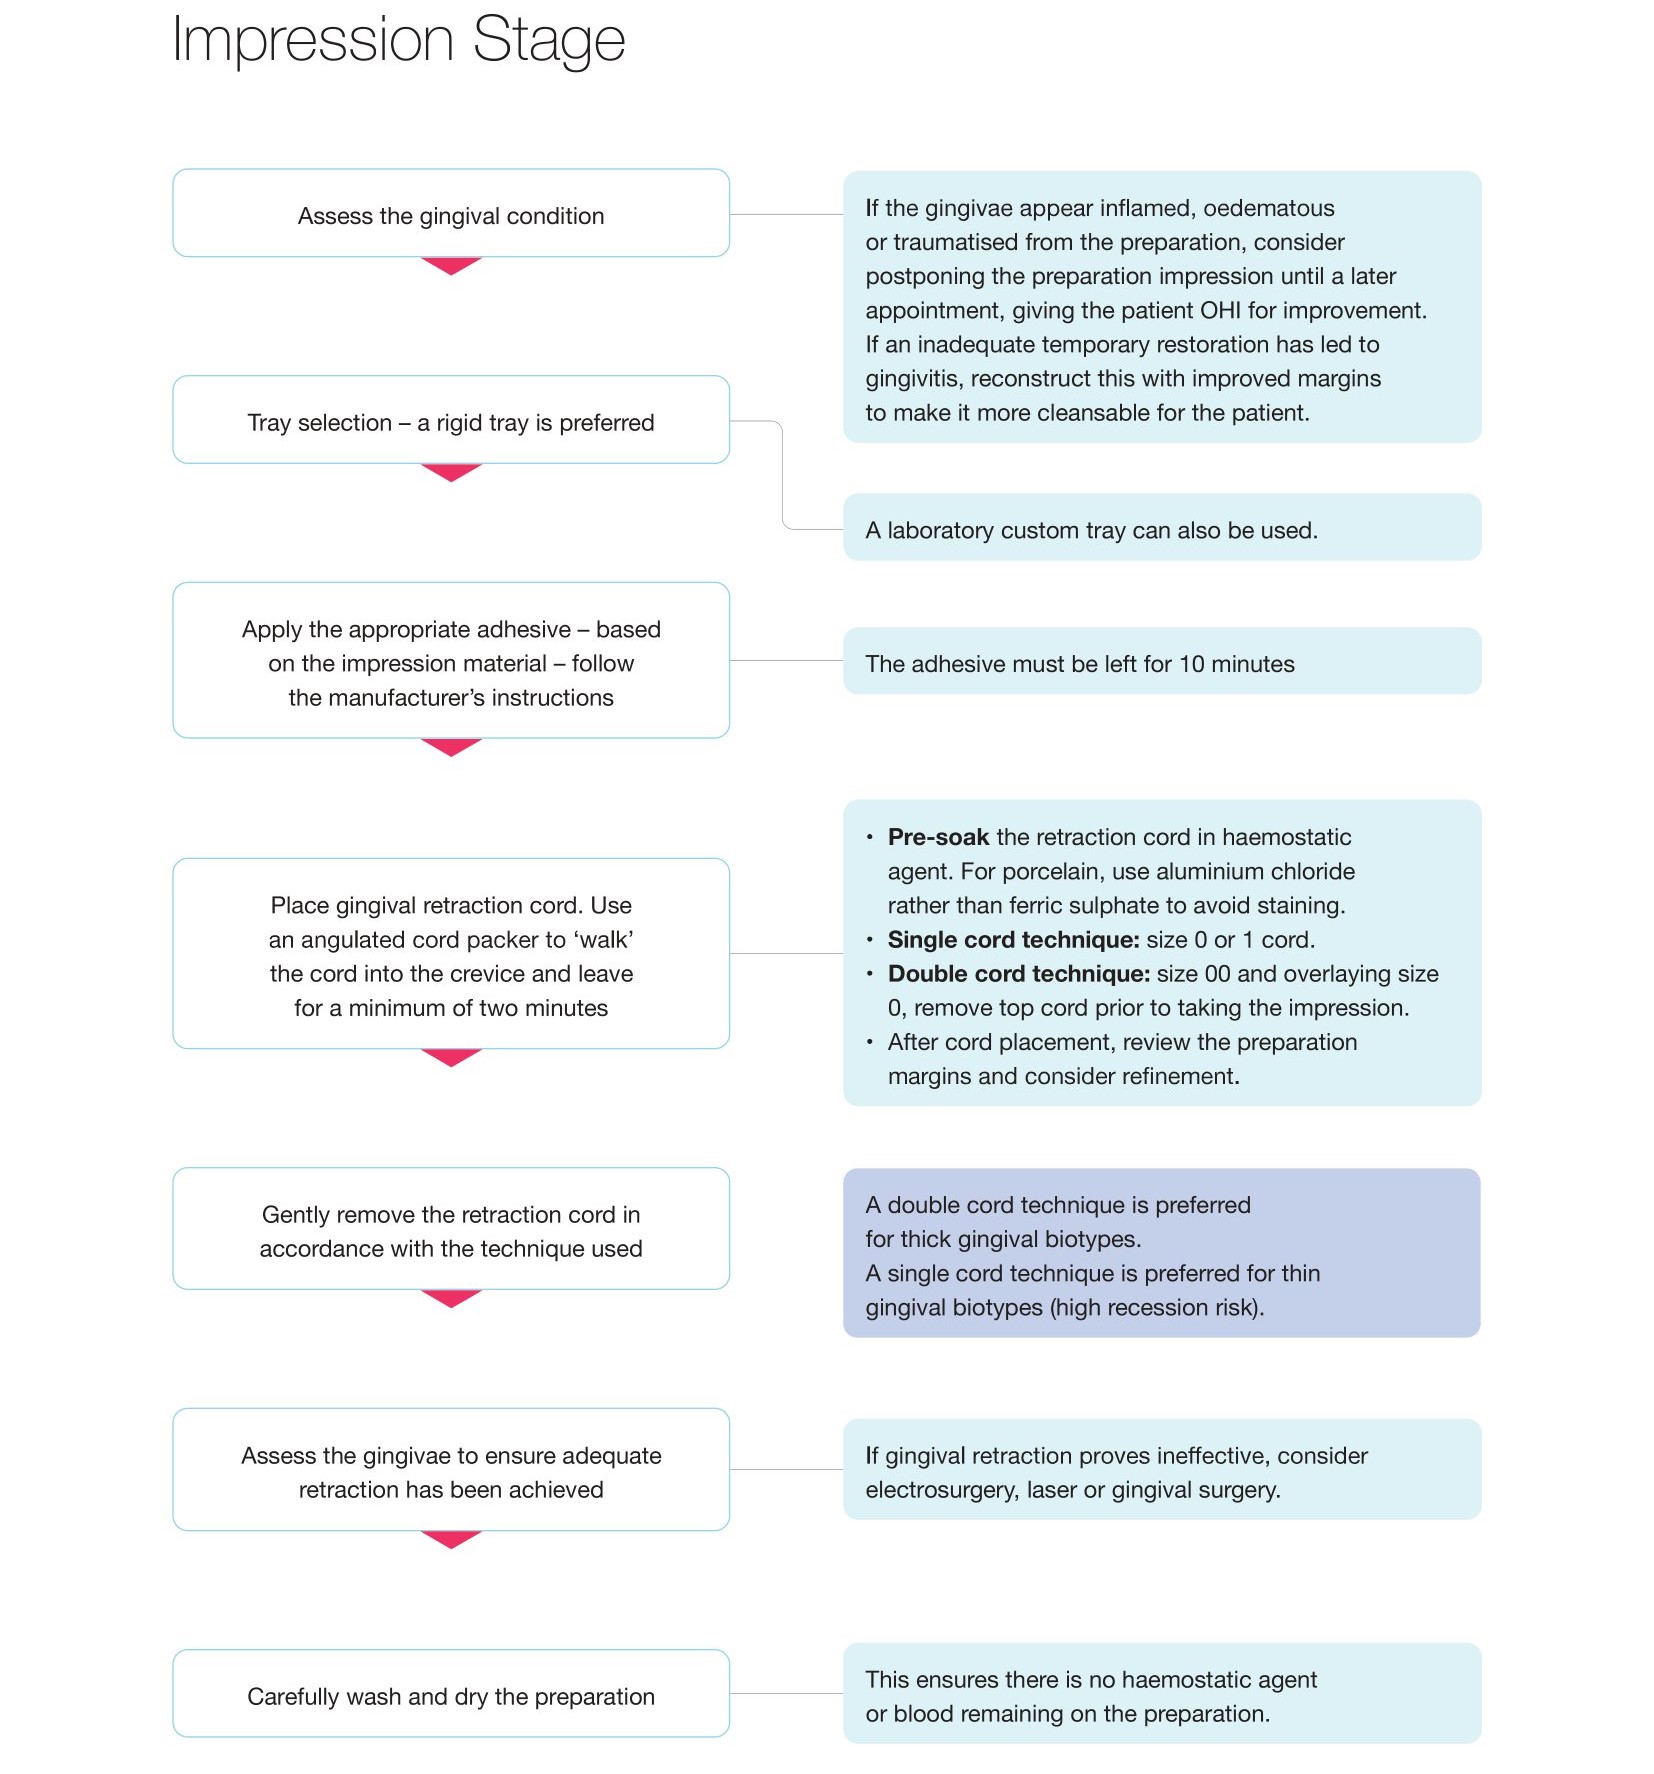 Impression Stage
Assess the gingival condition
If the gingivae appear inflamed, oedematous
or traumatised from the preparation, consider
postponing the preparation impression until a later
appointment, giving the patient OHI for improvement.
If an inadequate temporary restoration has led to
gingivitis, reconstruct this with improved margins
to make it more cleansable for the patient.
Tray selection – a rigid tray is preferred
A laboratory custom tray can also be used.
Apply the appropriate adhesive – based
on the impression material – follow
the manufacturer’s instructions
The adhesive must be left for 10 minutes
Place gingival retraction cord. Use
an angulated cord packer to ‘walk’
the cord into the crevice and leave
for a minimum of two minutes
• Pre-soak the retraction cord in haemostatic
agent. For porcelain, use aluminium chloride
rather than ferric sulphate to avoid staining.
• Single cord technique: size 0 or 1 cord.
• Double cord technique: size 00 and overlaying size
0, remove top cord prior to taking the impression.
• After cord placement, review the preparation
margins and consider refinement.
Gently remove the retraction cord in
accordance with the technique used
A double cord technique is preferred
for thick gingival biotypes.
A single cord technique is preferred for thin
gingival biotypes (high recession risk).
Assess the gingivae to ensure adequate
retraction has been achieved
If gingival retraction proves ineffective, consider
electrosurgery, laser or gingival surgery.
Carefully wash and dry the preparation
This ensures there is no haemostatic agent
or blood remaining on the preparation.